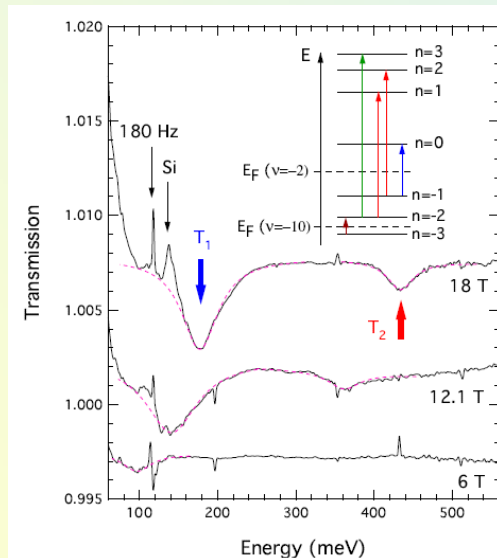 1.020
1.015
1.010
1.005
1.000
0.995
Transmission
100
200
300
400
500
Energy (meV)
180 Hz
Si
T1
T2
18 T
12.1 T
6 T
E
n=3
n=2
n=1
n=0
EF (ν=−2)
n=-1
n=-2
EF (ν=−10)
n=-3